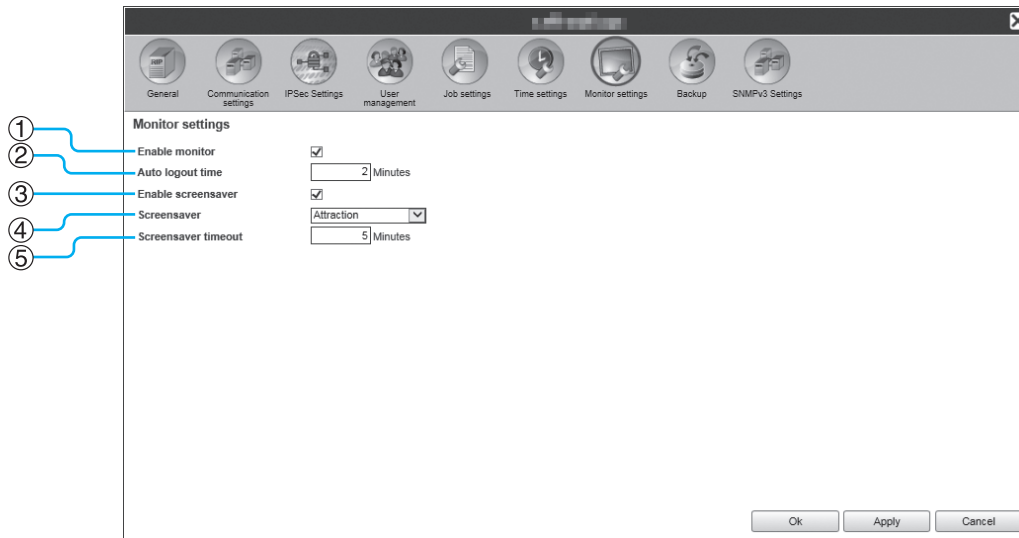 General
Communication settings
IPSec Settings
User management
Job settings
Time settings
Monitor settings
Backup
SNMPv3 Settings
Monitor settings
1 Enable monitor
2 Auto logout time 2 Minutes
3 Enable screensaver
4 Screensaver Attraction
5 Screensaver timeout 5 Minutes
Ok Apply Cancel